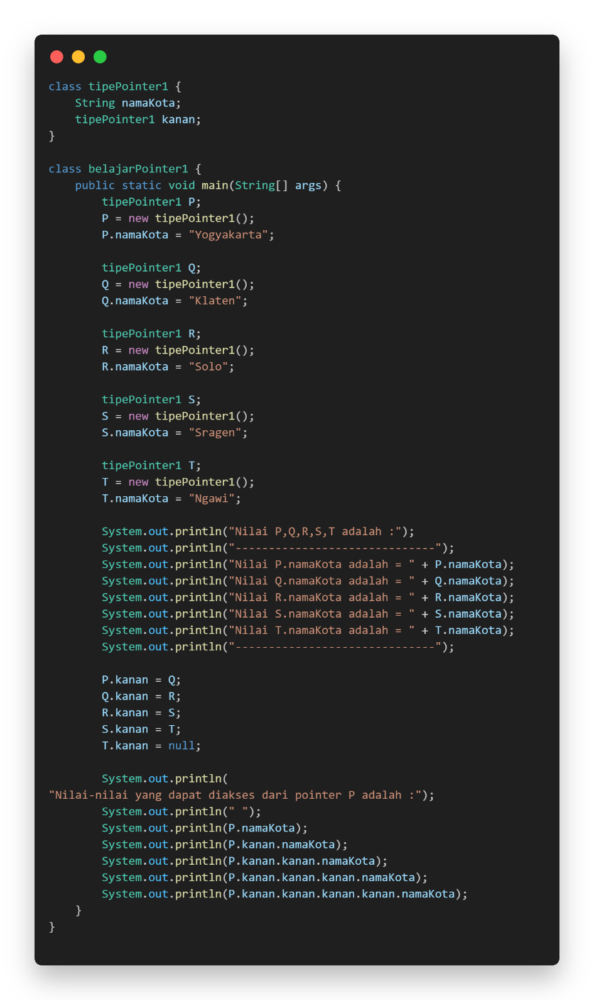 class tipePointer1 {
    String namaKota;
    tipePointer1 kanan;
}

class belajarPointer1 {
    public static void main(String[] args) {
        tipePointer1 P;
        P = new tipePointer1();
        P.namaKota = "Yogyakarta";

        tipePointer1 Q;
        Q = new tipePointer1();
        Q.namaKota = "Klaten";

        tipePointer1 R;
        R = new tipePointer1();
        R.namaKota = "Solo";

        tipePointer1 S;
        S = new tipePointer1();
        S.namaKota = "Sragen";

        tipePointer1 T;
        T = new tipePointer1();
        T.namaKota = "Ngawi";

        System.out.println("Nilai P,Q,R,S,T adalah :");
        System.out.println("------------------------------");
        System.out.println("Nilai P.namaKota adalah = " + P.namaKota);
        System.out.println("Nilai Q.namaKota adalah = " + Q.namaKota);
        System.out.println("Nilai R.namaKota adalah = " + R.namaKota);
        System.out.println("Nilai S.namaKota adalah = " + S.namaKota);
        System.out.println("Nilai T.namaKota adalah = " + T.namaKota);
        System.out.println("------------------------------");

        P.kanan = Q;
        Q.kanan = R;
        R.kanan = S;
        S.kanan = T;
        T.kanan = null;

        System.out.println(
"Nilai-nilai yang dapat diakses dari pointer P adalah :");
        System.out.println(" ");
        System.out.println(P.namaKota);
        System.out.println(P.kanan.namaKota);
        System.out.println(P.kanan.kanan.namaKota);
        System.out.println(P.kanan.kanan.kanan.namaKota);
        System.out.println(P.kanan.kanan.kanan.kanan.namaKota);
    }
}